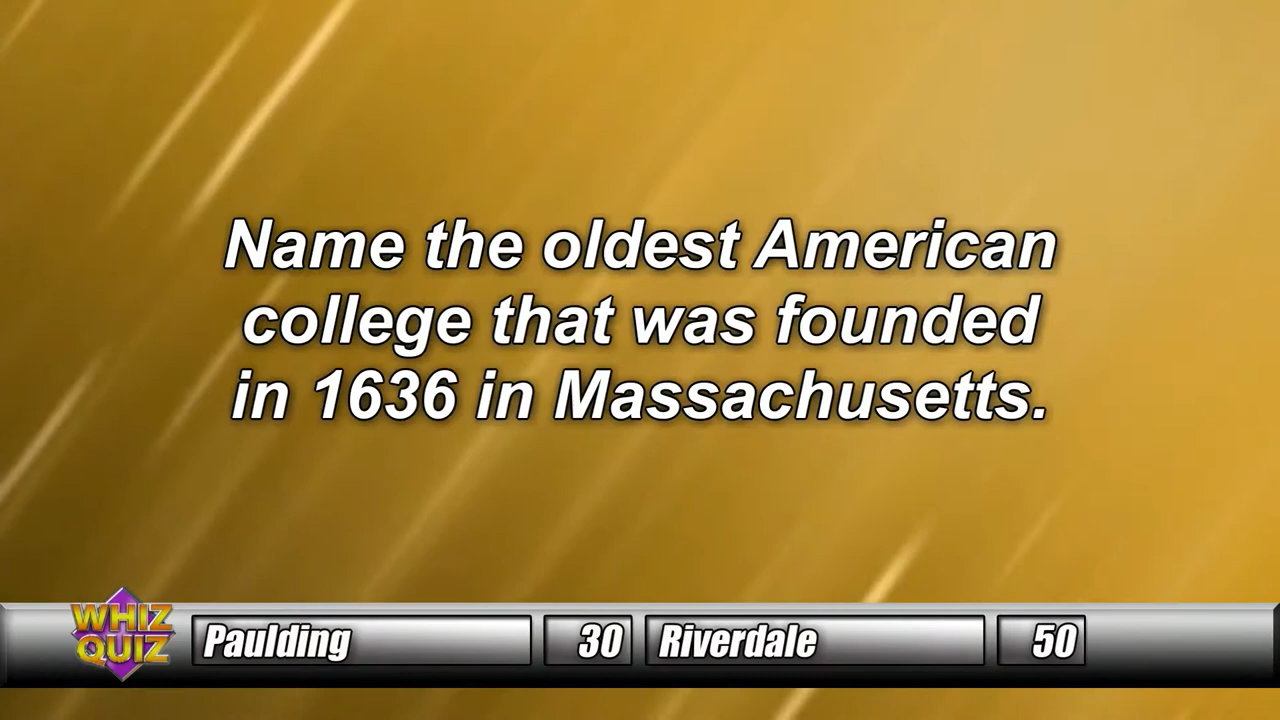 Name the oldest American
college that was founded
in 1636 in Massachusetts.
WHIZ
QUIZ
Paulding 30 Riverdale 50